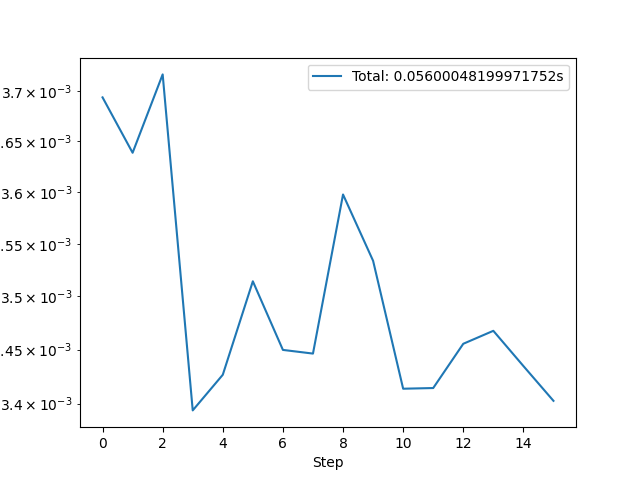 Total: 0.05600048199971752s
3.7 × 10⁻³
.65 × 10⁻³
3.6 × 10⁻³
.55 × 10⁻³
3.5 × 10⁻³
.45 × 10⁻³
3.4 × 10⁻³
0 2 4 6 8 10 12 14
Step